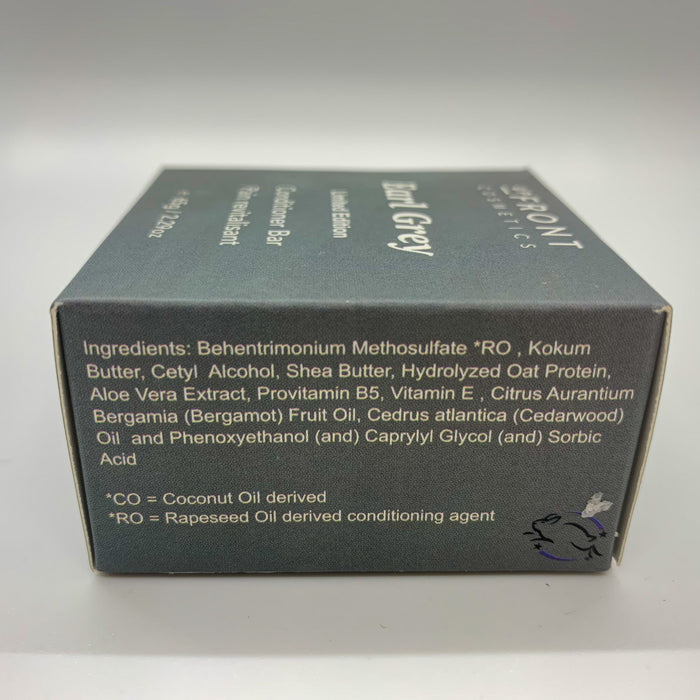 UPFRONT
COSMETICS
Earl Grey
Limited Edition
Conditioner Bar
Pain revitalisant
Ingredients: Behentrimonium Methosulfate *RO , Kokum
Butter, Cetyl Alcohol, Shea Butter, Hydrolyzed Oat Protein,
Aloe Vera Extract, Provitamin B5, Vitamin E , Citrus Aurantium
Bergamia (Bergamot) Fruit Oil, Cedrus atlantica (Cedarwood)
Oil and Phenoxyethanol (and) Caprylyl Glycol (and) Sorbic
Acid
*CO = Coconut Oil derived
*RO = Rapeseed Oil derived conditioning agent